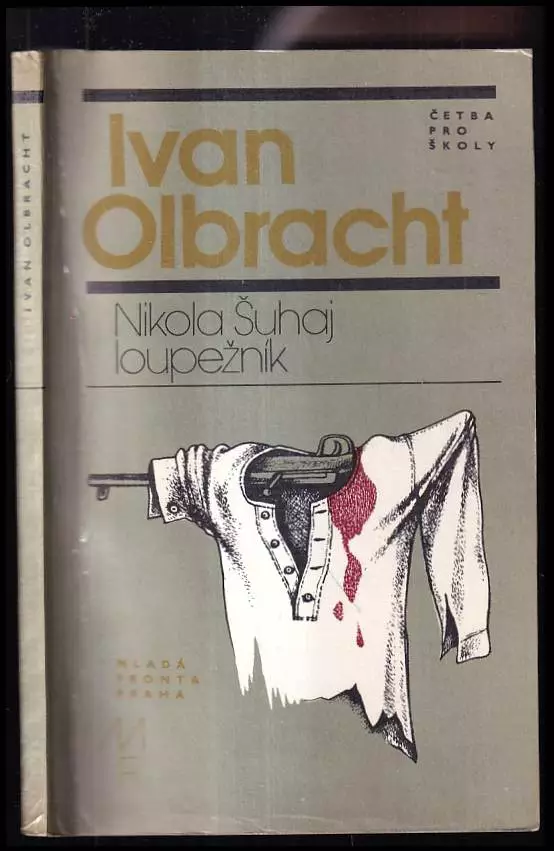 IVAN OLBRACHT
Ivan
Olbracht
ČETBA
PRO
ŠKOLY
Nikola Šuhaj
loupežník
MLADÁ
FRONTA
PRAHA